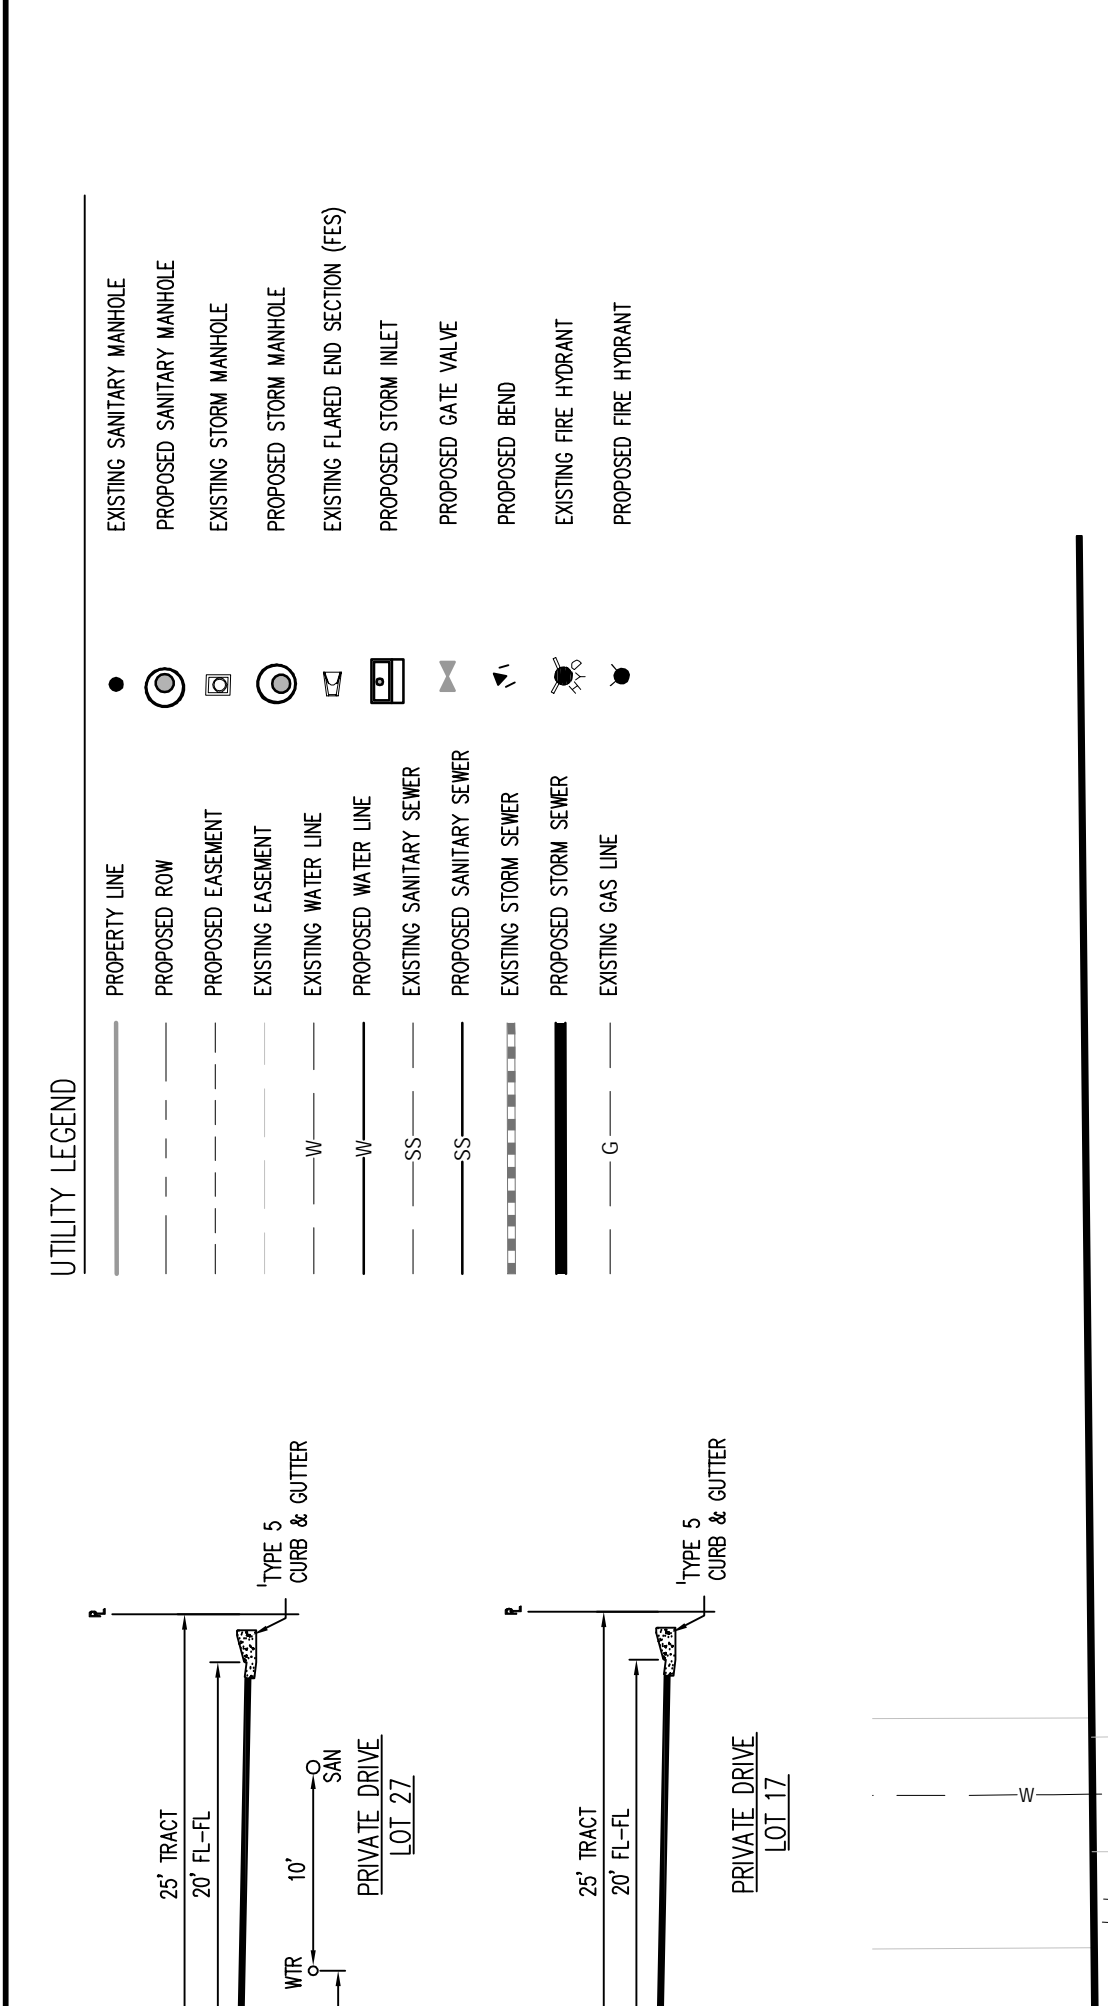 UTILITY LEGEND
PROPERTY LINE
PROPOSED ROW
PROPOSED EASEMENT
EXISTING EASEMENT
W
EXISTING WATER LINE
W
PROPOSED WATER LINE
SS
EXISTING SANITARY SEWER
SS
PROPOSED SANITARY SEWER
EXISTING STORM SEWER
PROPOSED STORM SEWER
G
EXISTING GAS LINE
EXISTING SANITARY MANHOLE
PROPOSED SANITARY MANHOLE
EXISTING STORM MANHOLE
PROPOSED STORM MANHOLE
EXISTING FLARED END SECTION (FES)
PROPOSED STORM INLET
PROPOSED GATE VALVE
PROPOSED BEND
HYD
EXISTING FIRE HYDRANT
PROPOSED FIRE HYDRANT
PL
25' TRACT
20' FL-FL
'TYPE 5
CURB & GUTTER
WTR
10'
SAN
PRIVATE DRIVE
LOT 27
PL
25' TRACT
20' FL-FL
'TYPE 5
CURB & GUTTER
PRIVATE DRIVE
LOT 17
W